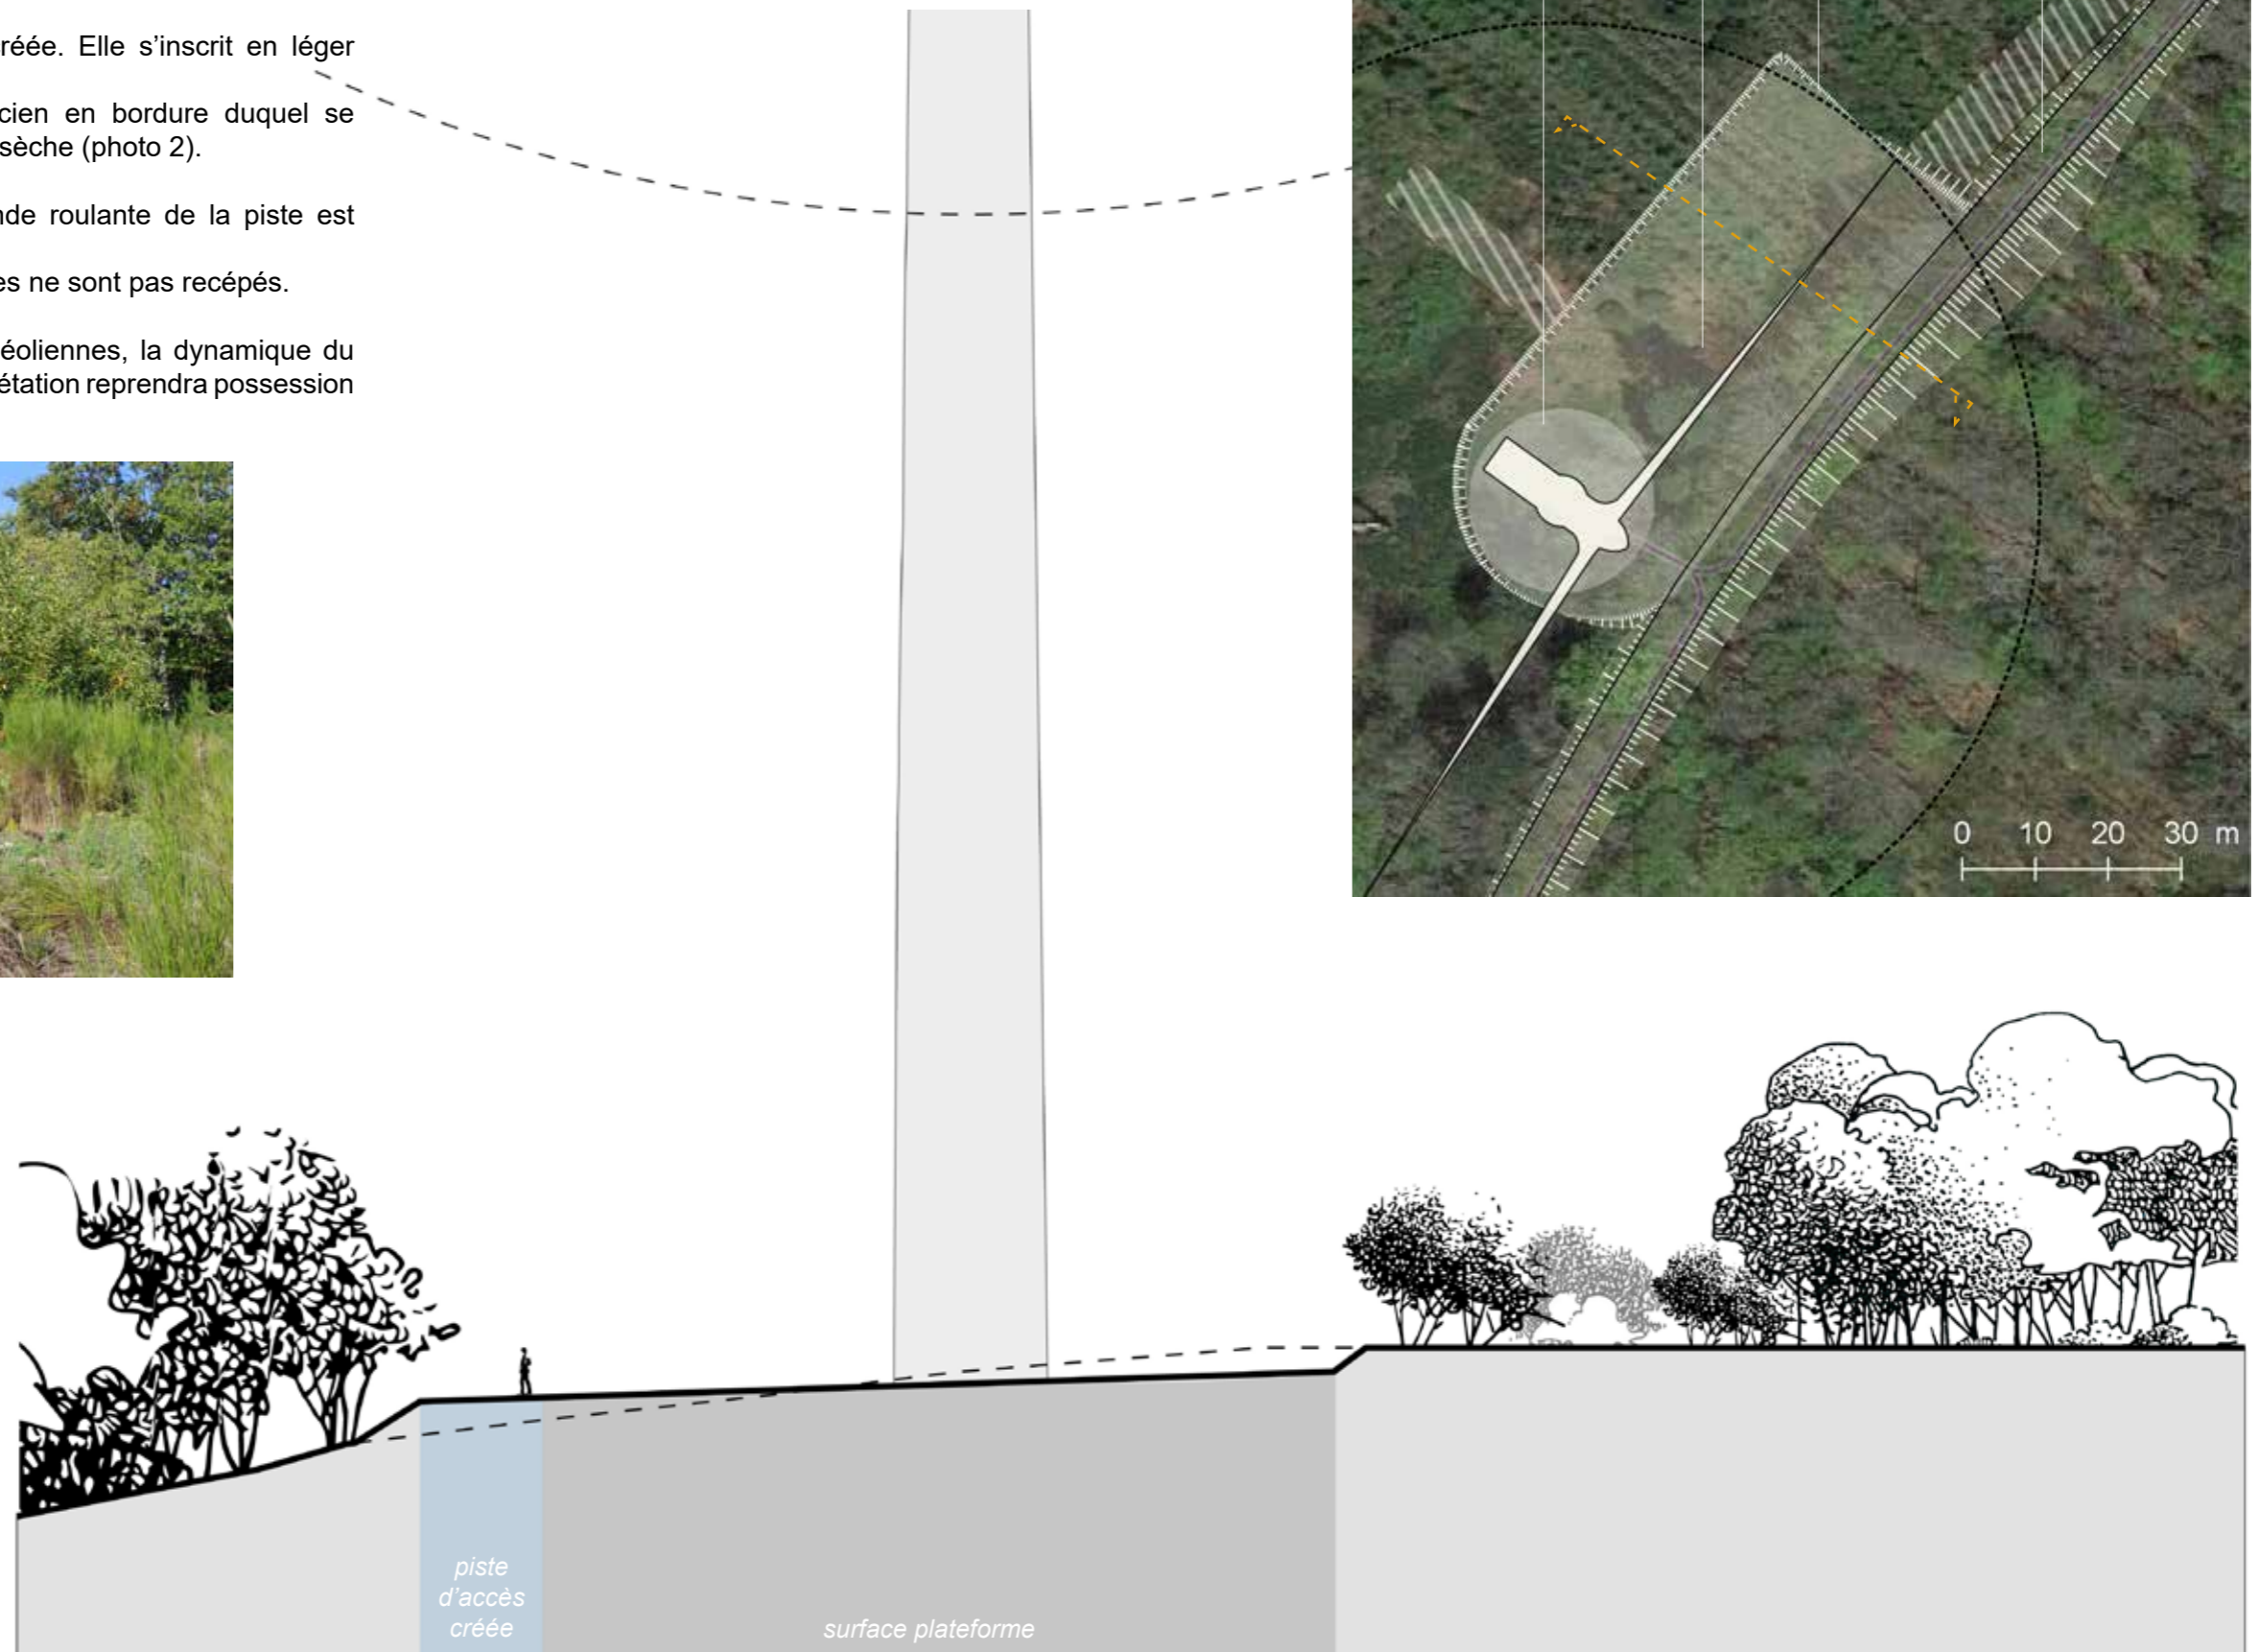 réée. Elle s’inscrit en léger
cien en bordure duquel se
sèche (photo 2).
nde roulante de la piste est
es ne sont pas recépés.
éoliennes, la dynamique du
étation reprendra possession
0 10 20 30 m
piste
d’accès
créée
surface plateforme